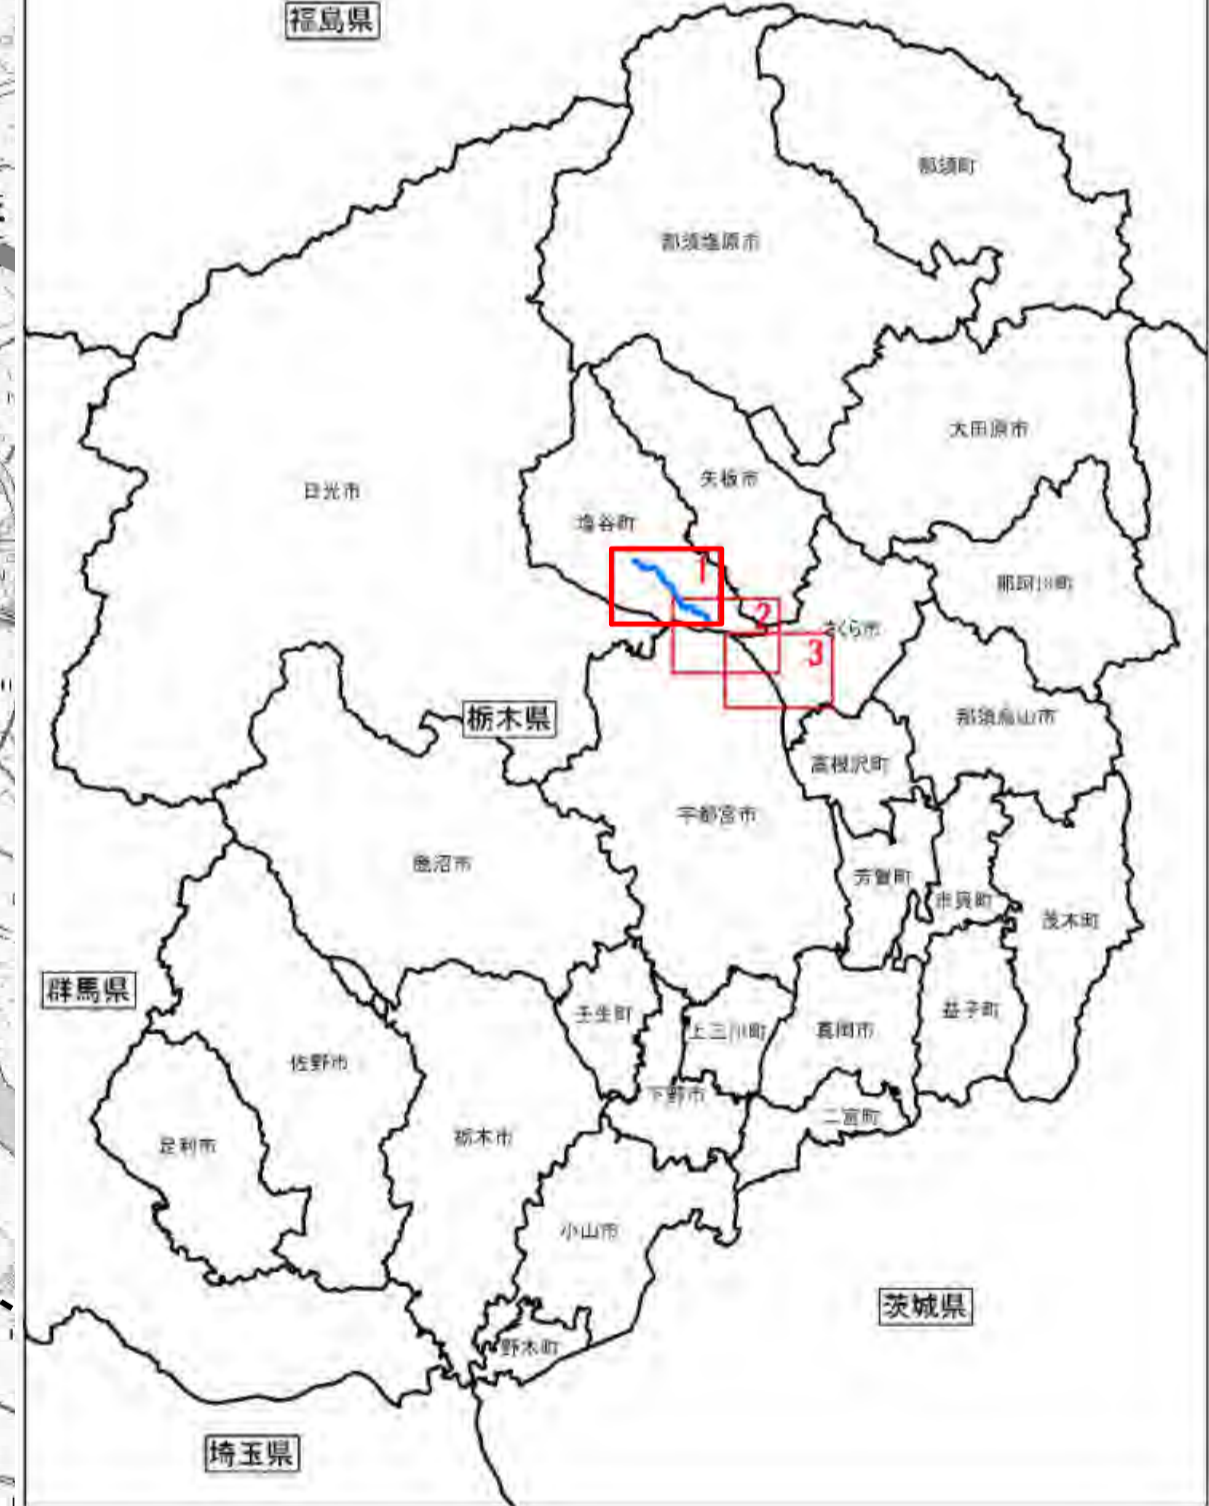 福島県
那須町
那須塩原市
大田原市
矢板市
日光市
塩谷町
1
那珂川町
2
さくら市
3
栃木県
那須烏山市
高根沢町
宇都宮市
鹿沼市
芳賀町
市貝町
茂木町
群馬県
壬生町
上三川町
真岡市
益子町
佐野市
下野市
二宮町
栃木市
足利市
小山市
茨城県
野木町
埼玉県